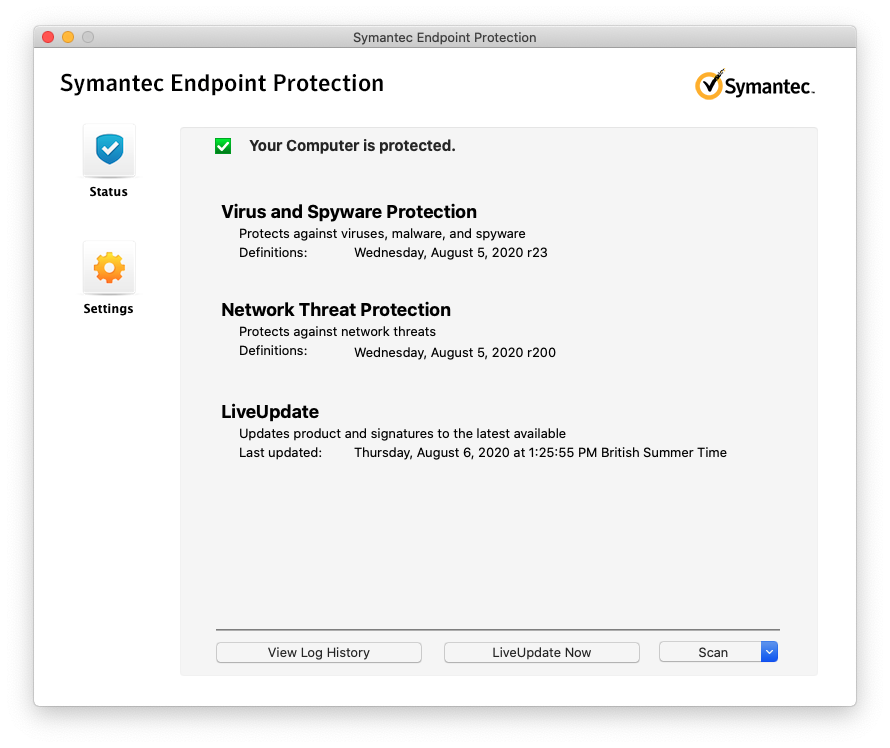 Symantec Endpoint Protection
Symantec Endpoint Protection
Symantec™
Status
Settings
Your Computer is protected.
Virus and Spyware Protection
Protects against viruses, malware, and spyware
Definitions: Wednesday, August 5, 2020 r23
Network Threat Protection
Protects against network threats
Definitions: Wednesday, August 5, 2020 r200
LiveUpdate
Updates product and signatures to the latest available
Last updated: Thursday, August 6, 2020 at 1:25:55 PM British Summer Time
View Log History LiveUpdate Now Scan